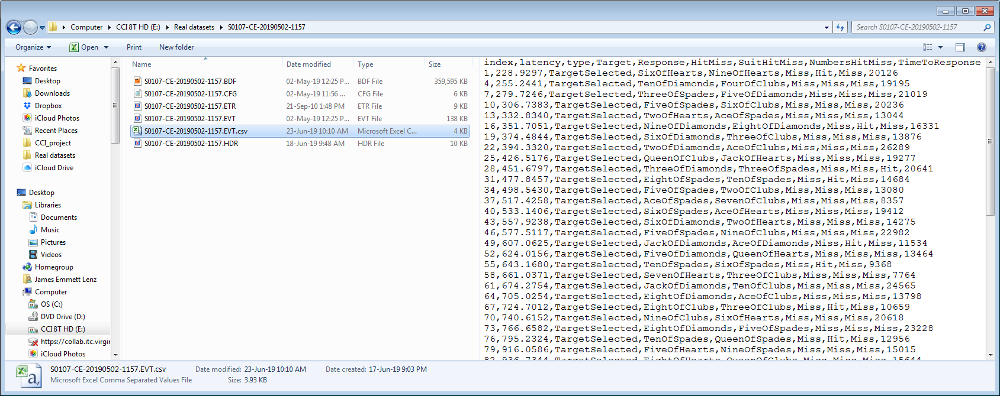 Computer ▸ CCI 8T HD (E:) ▸ Real datasets ▸ S0107-CE-20190502-1157
Search S0107-CE-20190502-1157
Organize Open Print New folder
Favorites
Desktop
Downloads
Dropbox
iCloud Photos
Recent Places
CCI_project
Real datasets
iCloud Drive
Desktop
Libraries
Documents
Music
Pictures
Videos
Homegroup
James Emmett Lenz
Computer
OS (C:)
DVD Drive (D:)
CCI 8T HD (E:)
https://collab.itc.virgin
iCloud Photos
Name Date modified Type Size
S0107-CE-20190502-1157.BDF 02-May-19 12:25 P... BDF File 359,595 KB
S0107-CE-20190502-1157.CFG 02-May-19 11:56 ... CFG File 6 KB
S0107-CE-20190502-1157.ETR 21-Sep-10 1:48 PM ETR File 9 KB
S0107-CE-20190502-1157.EVT 02-May-19 12:25 P... EVT File 138 KB
S0107-CE-20190502-1157.EVT.csv 23-Jun-19 10:10 AM Microsoft Excel C... 4 KB
S0107-CE-20190502-1157.HDR 18-Jun-19 9:48 AM HDR File 10 KB
index,latency,type,Target,Response,HitMiss,SuitHitMiss,NumbersHitMiss,TimeToResponse
1,228.9297,TargetSelected,SixOfHearts,NineOfHearts,Miss,Hit,Miss,20126
4,255.2441,TargetSelected,TenOfDiamonds,FourOfClubs,Miss,Miss,Miss,19195
7,279.7246,TargetSelected,ThreeOfSpades,FiveOfDiamonds,Miss,Miss,Miss,21019
10,306.7383,TargetSelected,FiveOfSpades,SixOfClubs,Miss,Miss,Miss,20236
13,332.8340,TargetSelected,TwoOfHearts,AceOfSpades,Miss,Miss,Miss,13044
16,351.7051,TargetSelected,NineOfDiamonds,EightOfDiamonds,Miss,Hit,Miss,16331
19,374.4844,TargetSelected,SixOfDiamonds,ThreeOfClubs,Miss,Miss,Miss,13876
22,394.3320,TargetSelected,TwoOfDiamonds,AceOfClubs,Miss,Miss,Miss,26289
25,426.5176,TargetSelected,QueenOfClubs,JackOfHearts,Miss,Miss,Miss,19277
28,451.6797,TargetSelected,ThreeOfDiamonds,ThreeOfSpades,Miss,Miss,Hit,20641
31,477.8457,TargetSelected,EightOfSpades,TenOfSpades,Miss,Hit,Miss,14684
34,498.5430,TargetSelected,FiveOfSpades,TwoOfClubs,Miss,Miss,Miss,13080
37,517.4258,TargetSelected,AceOfSpades,SevenOfClubs,Miss,Miss,Miss,8357
40,533.1406,TargetSelected,SixOfSpades,AceOfHearts,Miss,Miss,Miss,19412
43,557.9238,TargetSelected,SixOfDiamonds,TwoOfHearts,Miss,Miss,Miss,14275
46,577.5117,TargetSelected,FiveOfSpades,NineOfClubs,Miss,Miss,Miss,22982
49,607.0625,TargetSelected,JackOfDiamonds,AceOfDiamonds,Miss,Hit,Miss,11534
52,624.0156,TargetSelected,FiveOfDiamonds,QueenOfHearts,Miss,Miss,Miss,13464
55,643.1680,TargetSelected,TenOfSpades,SixOfSpades,Miss,Hit,Miss,9368
58,661.0371,TargetSelected,SevenOfHearts,ThreeOfClubs,Miss,Miss,Miss,7764
61,674.2754,TargetSelected,JackOfDiamonds,TenOfClubs,Miss,Miss,Miss,24565
64,705.0254,TargetSelected,EightOfDiamonds,AceOfClubs,Miss,Miss,Miss,13798
67,724.7012,TargetSelected,EightOfClubs,ThreeOfClubs,Miss,Hit,Miss,10659
70,740.6152,TargetSelected,NineOfClubs,SixOfHearts,Miss,Miss,Miss,20618
73,766.6582,TargetSelected,EightOfDiamonds,FiveOfSpades,Miss,Miss,Miss,23228
76,795.2324,TargetSelected,TenOfSpades,QueenOfSpades,Miss,Hit,Miss,12956
79,916.0586,TargetSelected,FiveOfHearts,NineOfSpades,Miss,Miss,Miss,15015
82,936.7344,TargetSelected,EightOfHearts,QueenOfClubs,Miss,Miss,Miss,15644
S0107-CE-20190502-1157.EVT.csv Date modified: 23-Jun-19 10:10 AM Date created: 17-Jun-19 9:03 PM
Microsoft Excel Comma Separated Values File Size: 3.93 KB